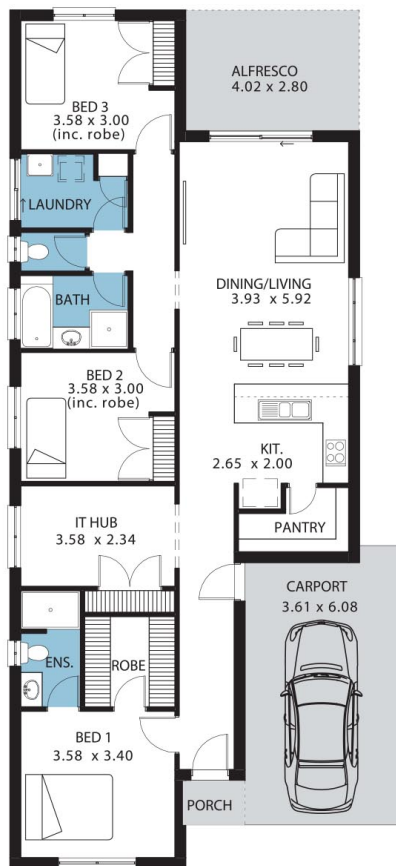 ALFRESCO
4.02 x 2.80
BED 3
3.58 x 3.00
(inc. robe)
↑LAUNDRY
DINING/LIVING
3.93 x 5.92
BATH
BED 2
3.58 x 3.00
(inc. robe)
KIT.
2.65 x 2.00
IT HUB
3.58 x 2.34
PANTRY
CARPORT
3.61 x 6.08
ENS.
ROBE
BED 1
3.58 x 3.40
PORCH